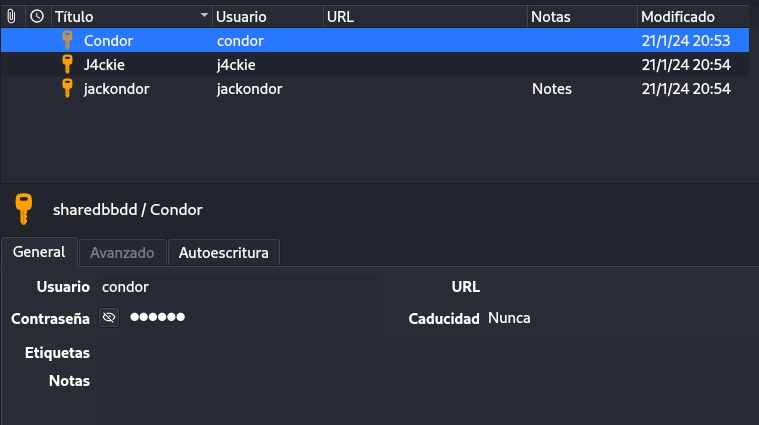 Título Usuario URL Notas Modificado
Condor condor 21/1/24 20:53
J4ckie j4ckie 21/1/24 20:54
jackondor jackondor Notes 21/1/24 20:54
sharedbbdd / Condor
General Avanzado Autoescritura
Usuario condor URL
Contraseña ●●●●●● Caducidad Nunca
Etiquetas
Notas